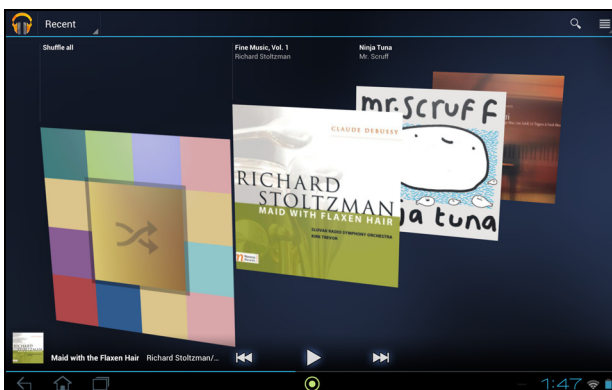 Recent
Shuffle all
Fine Music, Vol. 1
Richard Stoltzman
Ninja Tuna
Mr. Scruff
CLAUDE DEBUSSY
RICHARD
STOLTZMAN
MAID WITH FLAXEN HAIR
SLOVAK RADIO SYMPHONY ORCHESTRA
KIRK TREVOR
mr.scruff
ja tuna
Maid with the Flaxen Hair Richard Stoltzman/...
1:47